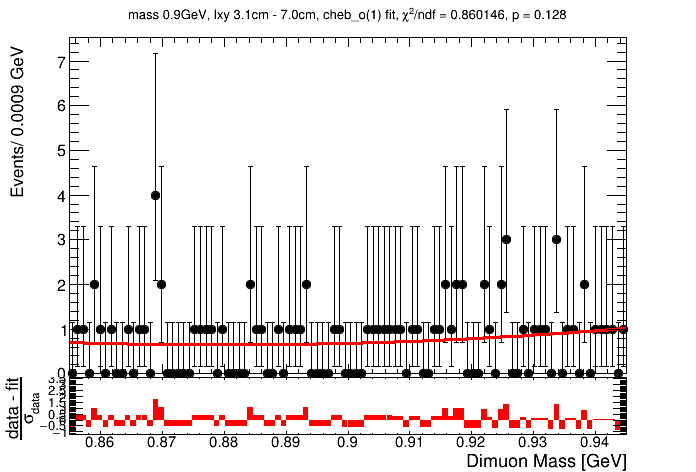 mass 0.9GeV, lxy 3.1cm - 7.0cm, cheb_o(1) fit, χ²/ndf = 0.860146, p = 0.128
Events/ 0.0009 GeV
7
6
5
4
3
2
1
0
data - fit
σdata
0.86 0.87 0.88 0.89 0.9 0.91 0.92 0.93 0.94
Dimuon Mass [GeV]